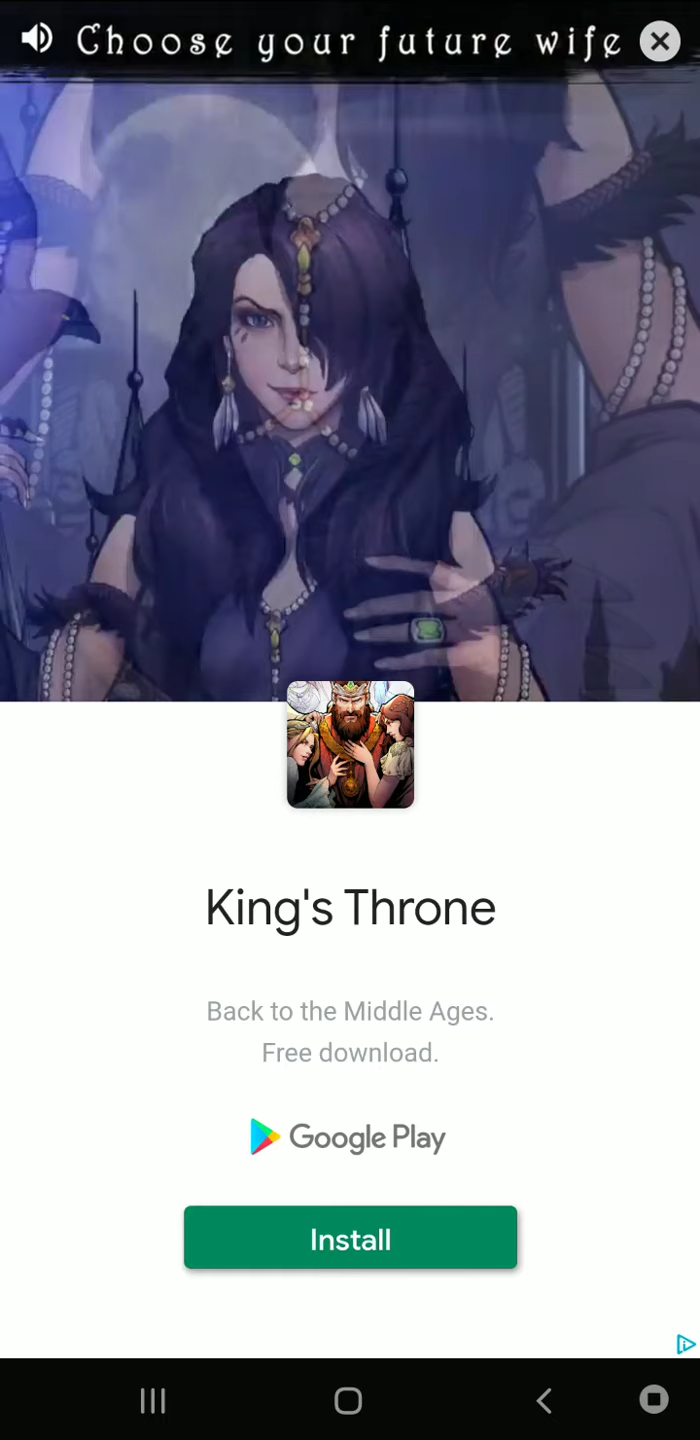 Choose your future wife
King's Throne
Back to the Middle Ages.
Free download.
Google Play
Install